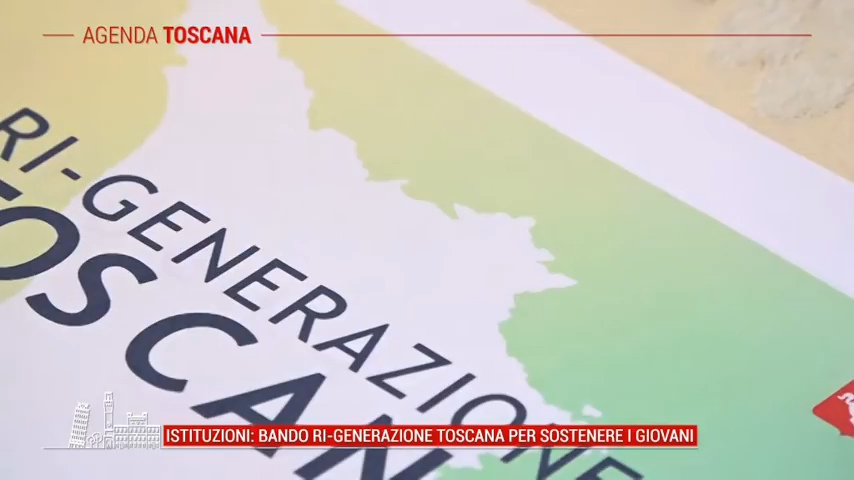 AGENDA TOSCANA
RI-GENERAZIONE
TOSCAN
ISTITUZIONI: BANDO RI-GENERAZIONE TOSCANA PER SOSTENERE I GIOVANI